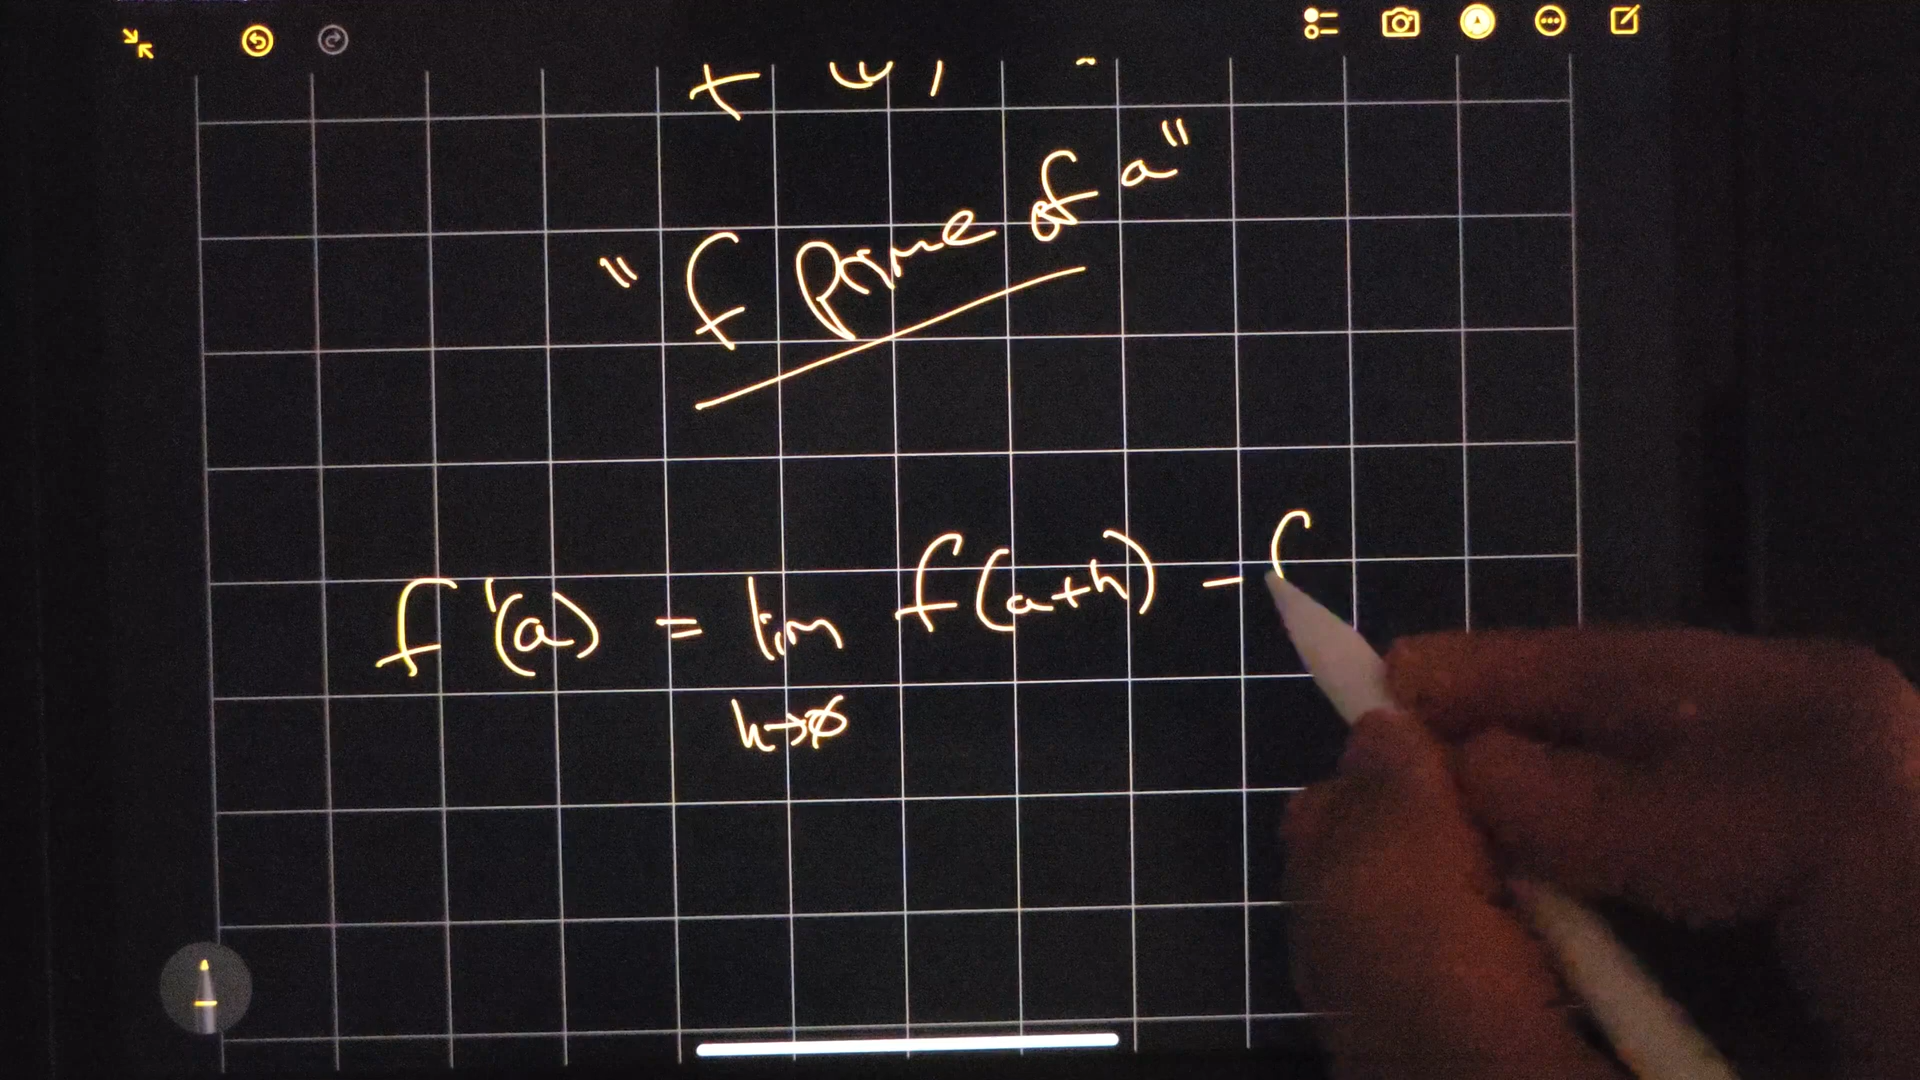 "f prime of a"
f'(a) = lim f(a+h) - f
h→0